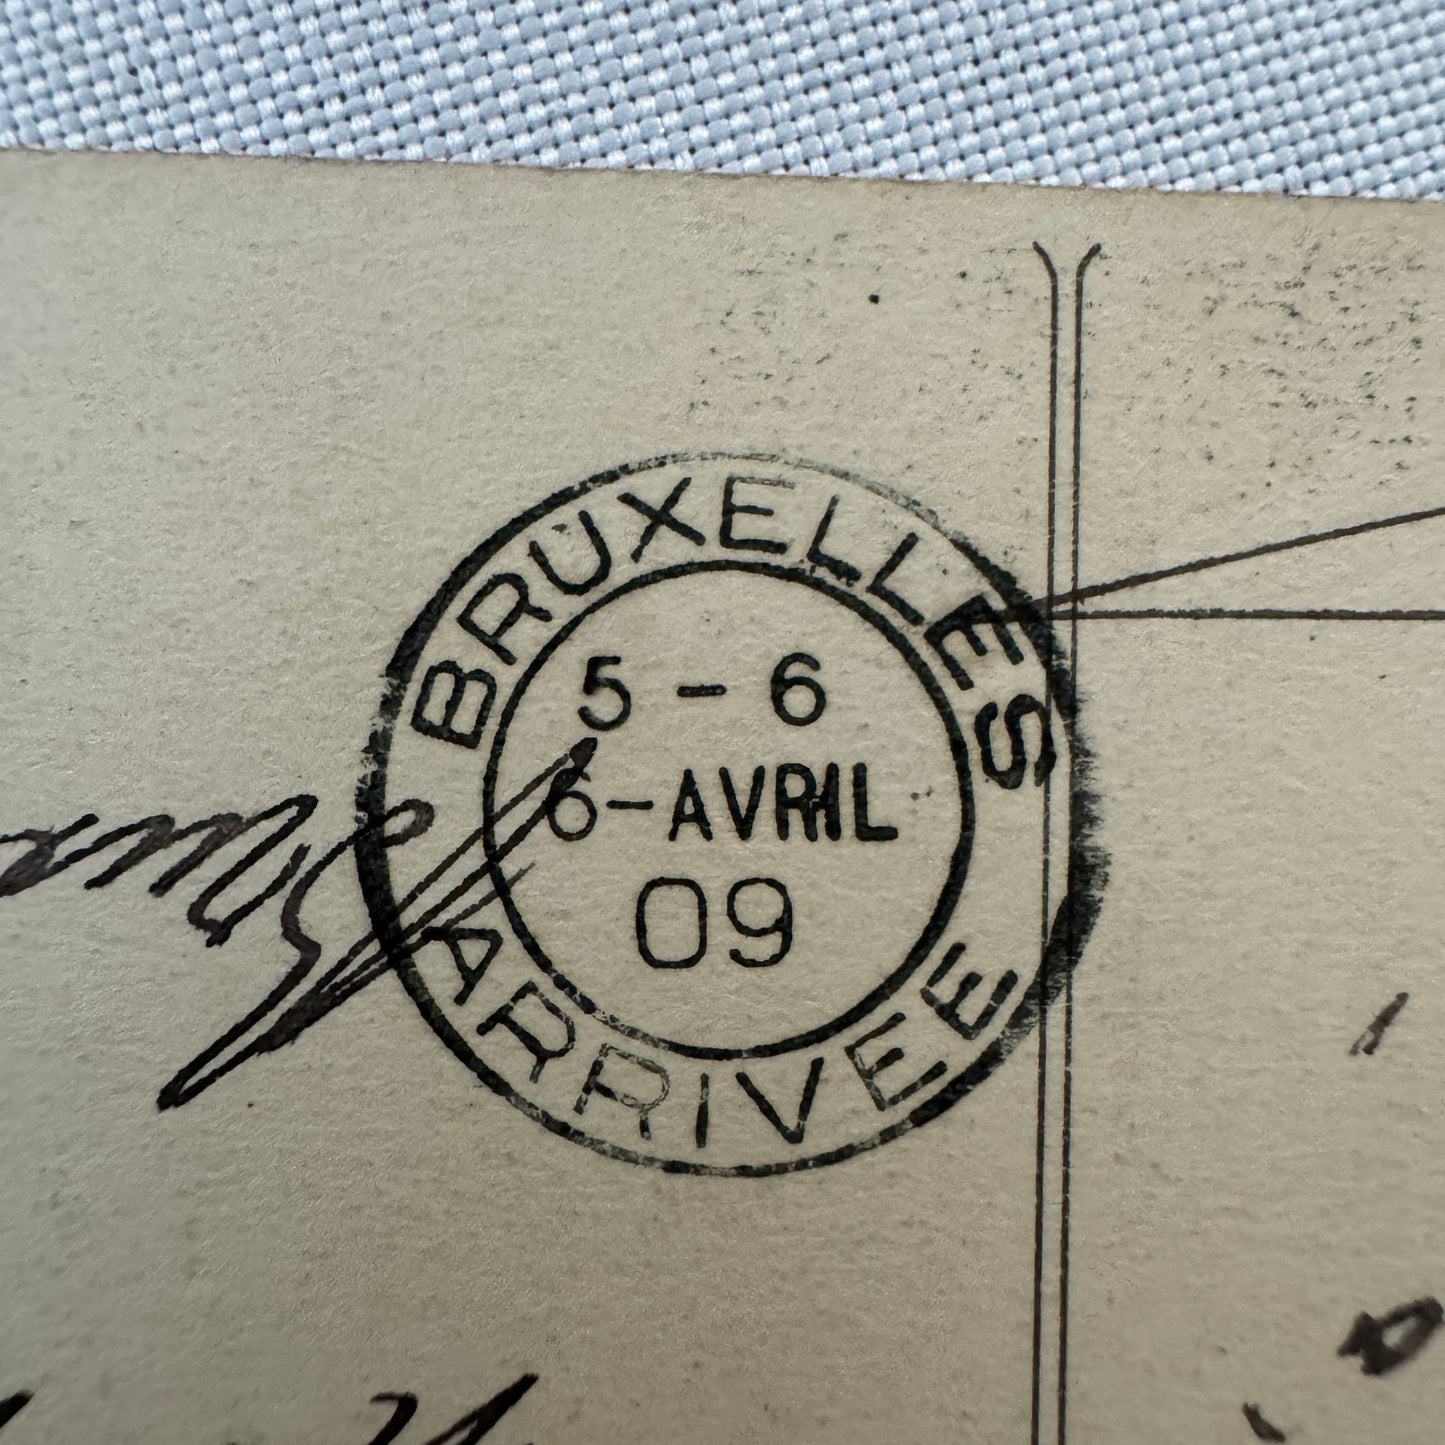 BRUXELLES
5 - 6
6-AVRIL
09
ARRIVEE